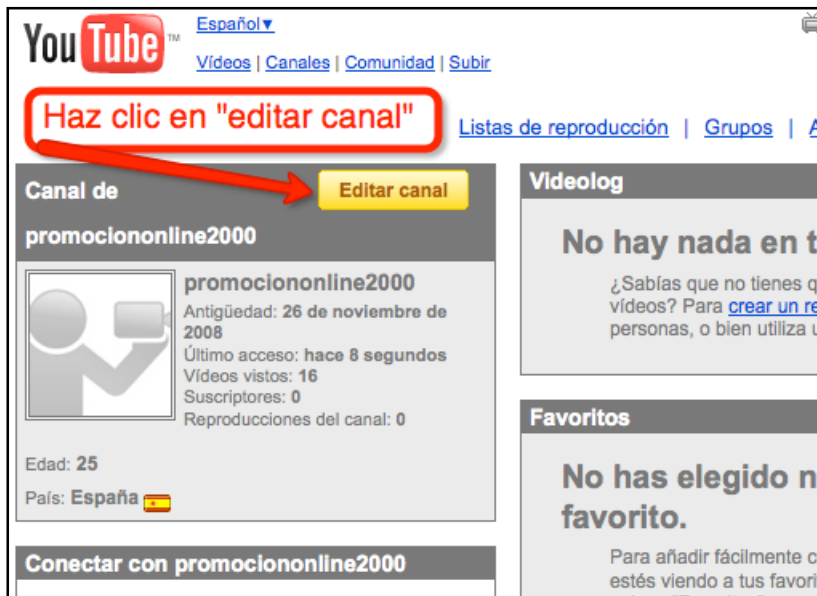 YouTube™
Español▼
Vídeos | Canales | Comunidad | Subir
Haz clic en "editar canal"
Listas de reproducción | Grupos |
Canal de
Editar canal
promociononline2000
promociononline2000
Antigüedad: 26 de noviembre de
2008
Último acceso: hace 8 segundos
Vídeos vistos: 16
Suscriptores: 0
Reproducciones del canal: 0
Edad: 25
País: España
Conectar con promociononline2000
Videolog
No hay nada en t
¿Sabías que no tienes q
vídeos? Para crear un re
personas, o bien utiliza u
Favoritos
No has elegido n
favorito.
Para añadir fácilmente c
estés viendo a tus favori